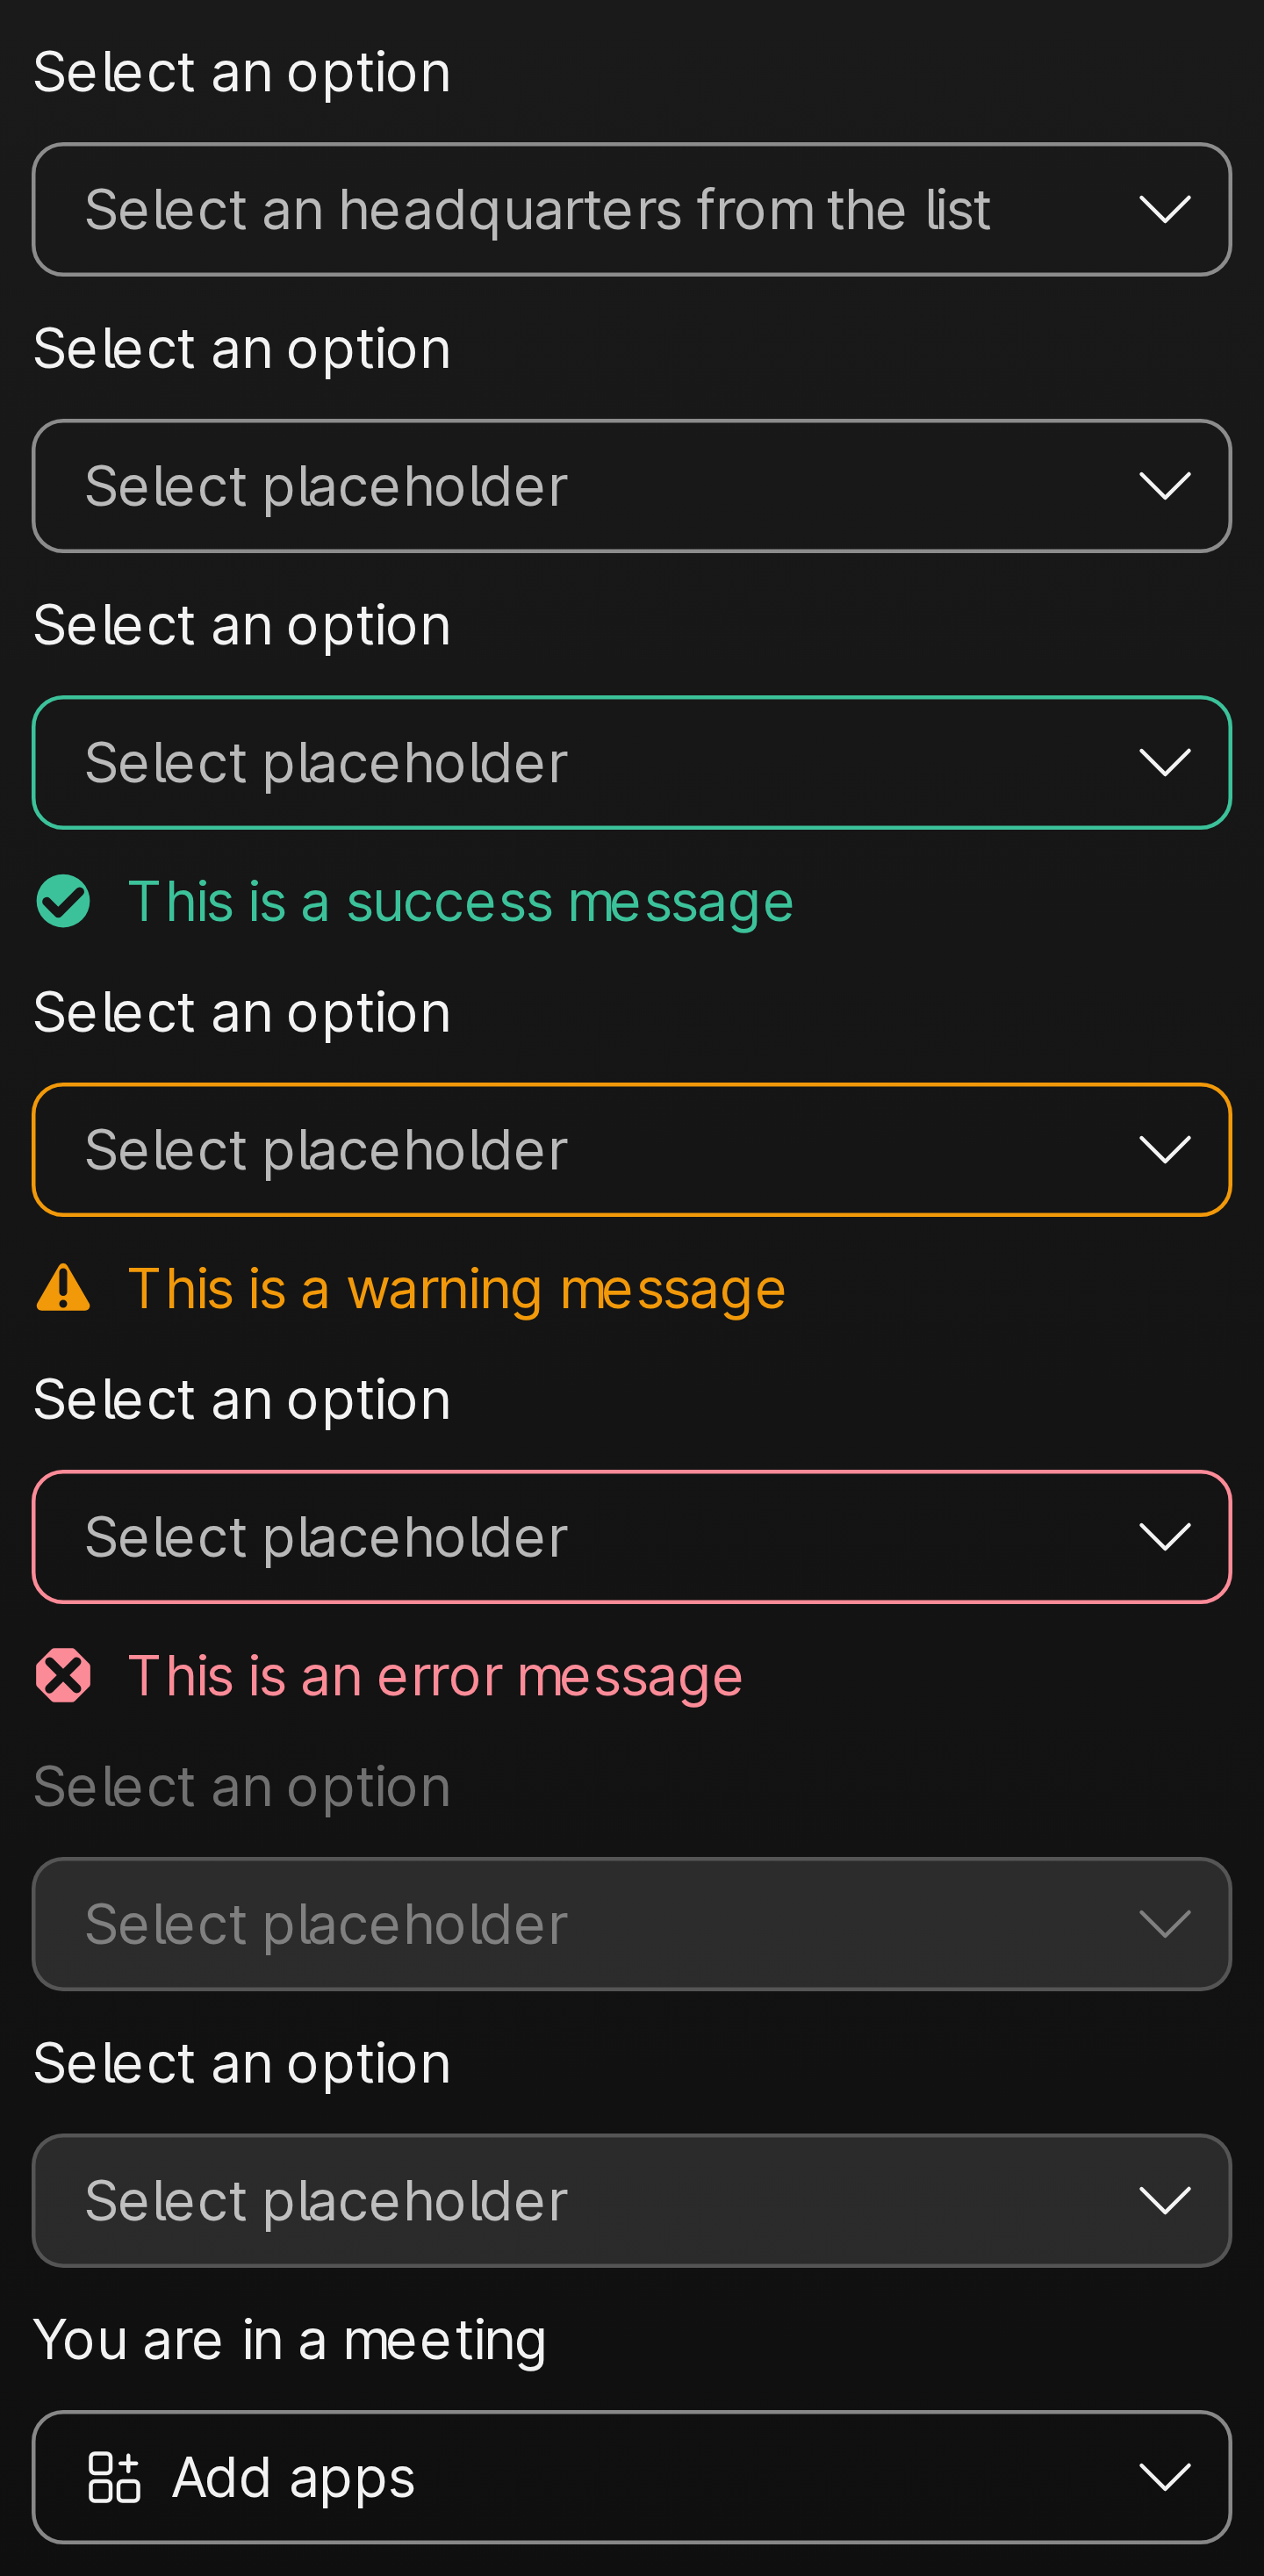 Select an option
Select an headquarters from the list
Select an option
Select placeholder
Select an option
Select placeholder
This is a success message
Select an option
Select placeholder
This is a warning message
Select an option
Select placeholder
This is an error message
Select an option
Select placeholder
Select an option
Select placeholder
You are in a meeting
Add apps